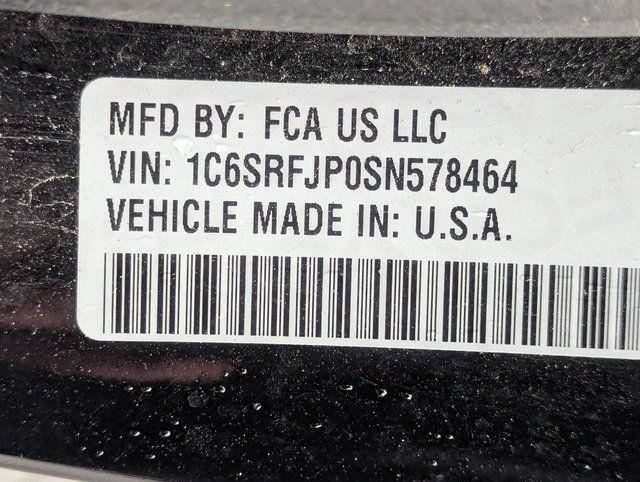 MFD BY: FCA US LLC
VIN: 1C6SRFJP0SN578464
VEHICLE MADE IN: U.S.A.